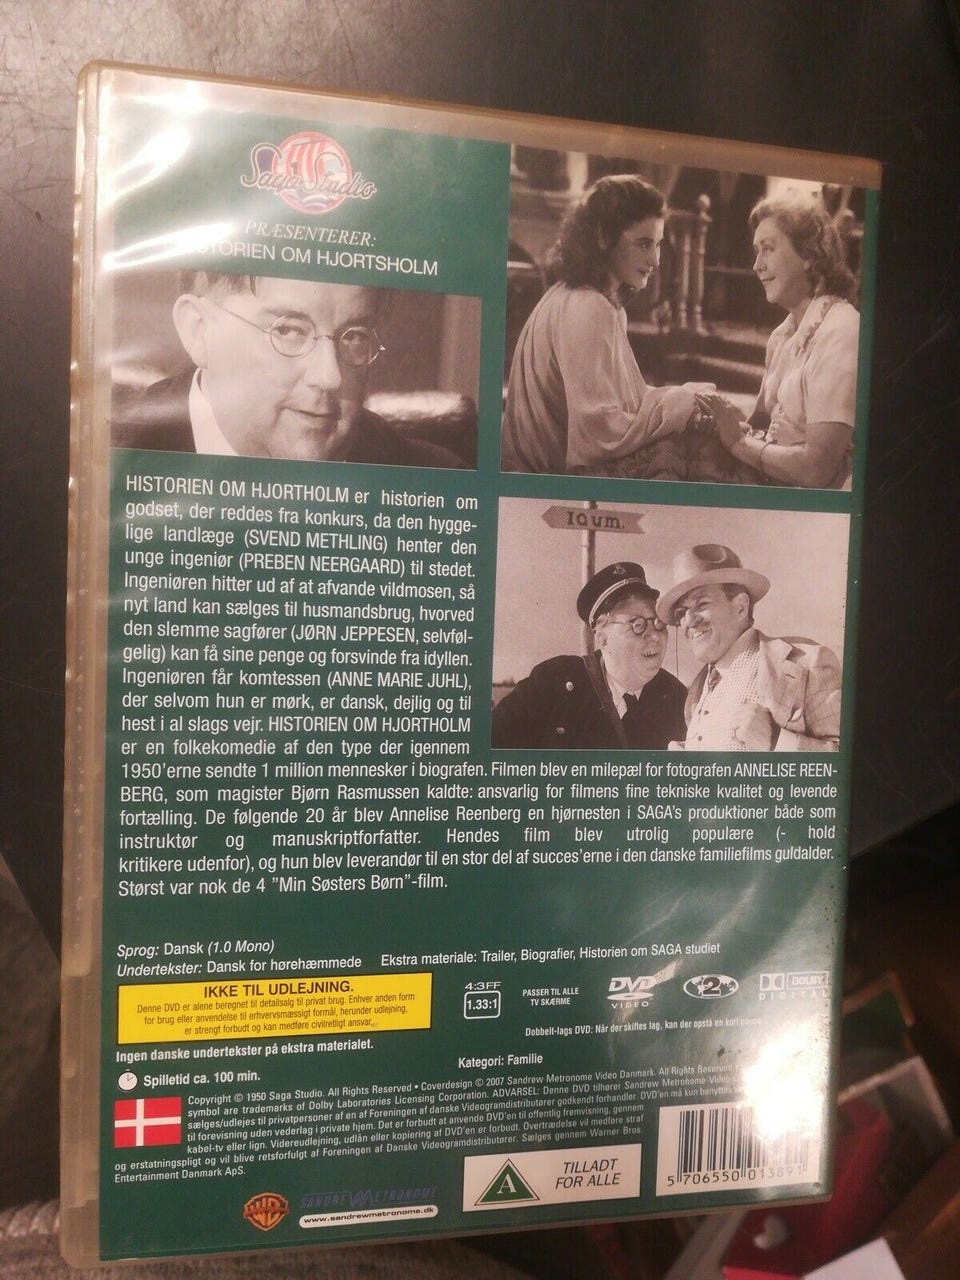 Saga Studio
PRÆSENTERER:
HISTORIEN OM HJORTSHOLM
HISTORIEN OM HJORTHOLM er historien om
godset, der reddes fra konkurs, da den hygge-
lige landlæge (SVEND METHLING) henter den
unge ingeniør (PREBEN NEERGAARD) til stedet.
Ingeniøren hitter ud af at afvande vildmosen, så
nyt land kan sælges til husmandsbrug, hvorved
den slemme sagfører (JØRN JEPPESEN, selvføl-
gelig) kan få sine penge og forsvinde fra idyllen.
Ingeniøren får komtessen (ANNE MARIE JUHL),
der selvom hun er mørk, er dansk, dejlig og til
hest i al slags vejr. HISTORIEN OM HJORTHOLM
er en folkekomedie af den type der igennem
1950'erne sendte 1 million mennesker i biografen. Filmen blev en milepæl for fotografen ANNELISE REEN-
BERG, som magister Bjørn Rasmussen kaldte: ansvarlig for filmens fine tekniske kvalitet og levende
fortælling. De følgende 20 år blev Annelise Reenberg en hjørnesten i SAGA's produktioner både som
instruktør og manuskriptforfatter. Hendes film blev utrolig populære (- hold
kritikere udenfor), og hun blev leverandør til en stor del af succes'erne i den danske familiefilms guldalder.
Størst var nok de 4 "Min Søsters Børn"-film.
IQ um.
Sprog: Dansk (1.0 Mono)
Undertekster: Dansk for hørehæmmede
Ekstra materiale: Trailer, Biografier, Historien om SAGA studiet
IKKE TIL UDLEJNING.
Denne DVD er alene beregnet til detailsalg til privat brug. Enhver anden form
for brug eller anvendelse til erhvervsmæssigt formål, herunder udlejning,
er strengt forbudt og kan medføre civilretligt ansvar.
4:3FF
1.33:1
PASSER TIL ALLE
TV SKÆRME
DVD
VIDEO
2
DOLBY
DIGITAL
Dobbelt-lags DVD: Når der skiftes lag, kan der opstå en kort
Ingen danske undertekster på ekstra materialet.
Kategori: Familie
Spilletid ca. 100 min.
Copyright © 1950 Saga Studio. All Rights Reserved • Coverdesign © 2007 Sandrew Metronome Video Danmark. All Rights Reserved
symbol are trademarks of Dolby Laboratories Licensing Corporation. ADVARSEL: Denne DVD tilhører Sandrew Metronome Video
sælges/udlejes til privatpersoner af en af Foreningen af danske Videogramdistributører godkendt forhandler. DVD'en må kun benyttes
til forevisning uden vederlag i private hjem. Det er forbudt at anvende DVD'en til offentlig fremvisning, gennem
kabel-tv eller lign. Videreudlejning, udlån eller kopiering af DVD'en er forbudt. Overtrædelse vil medføre straf
og erstatningspligt og vil blive retsforfulgt af Foreningen af Danske Videogramdistributører. Sælges gennem Warner Bros.
Entertainment Danmark ApS.
WB
SANDREW METRONOME
www.sandrewmetronome.dk
A
TILLADT
FOR ALLE
5 706550 013891